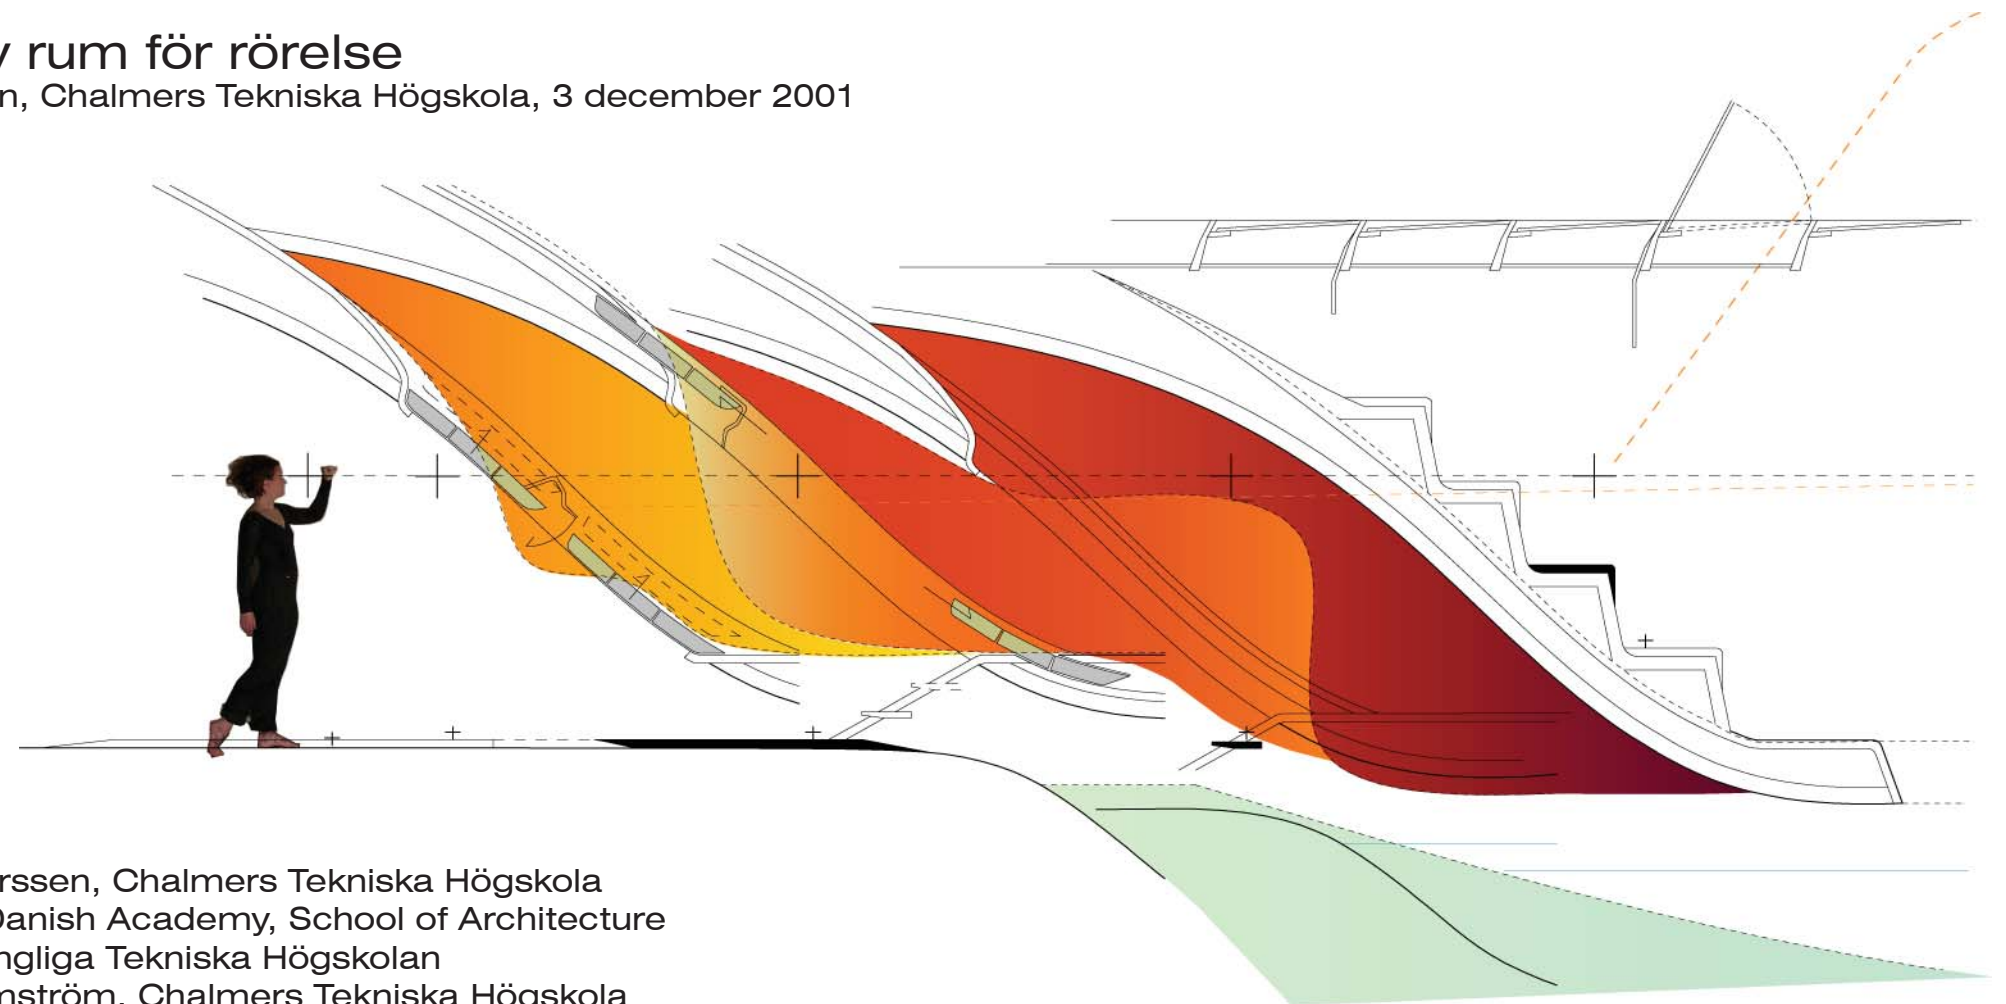 rum för rörelse
n, Chalmers Tekniska Högskola, 3 december 2001
rssen, Chalmers Tekniska Högskola
Danish Academy, School of Architecture
ngliga Tekniska Högskolan
mström, Chalmers Tekniska Högskola